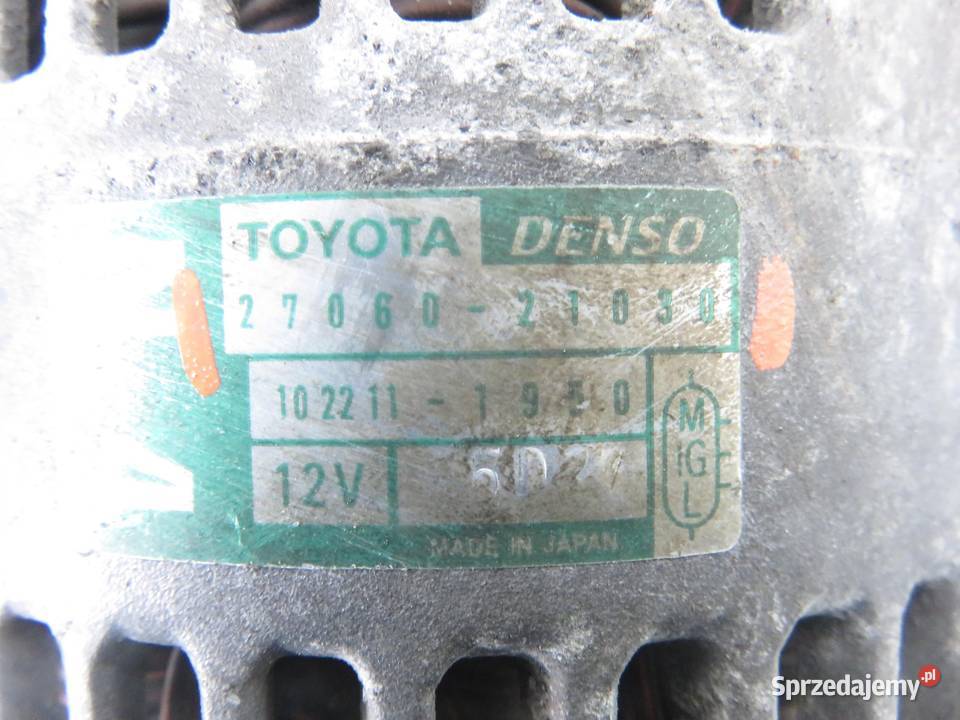 TOYOTA DENSO
27060-21030
102211-1950
12V
M
IG
L
MADE IN JAPAN
Sprzedajemy.pl